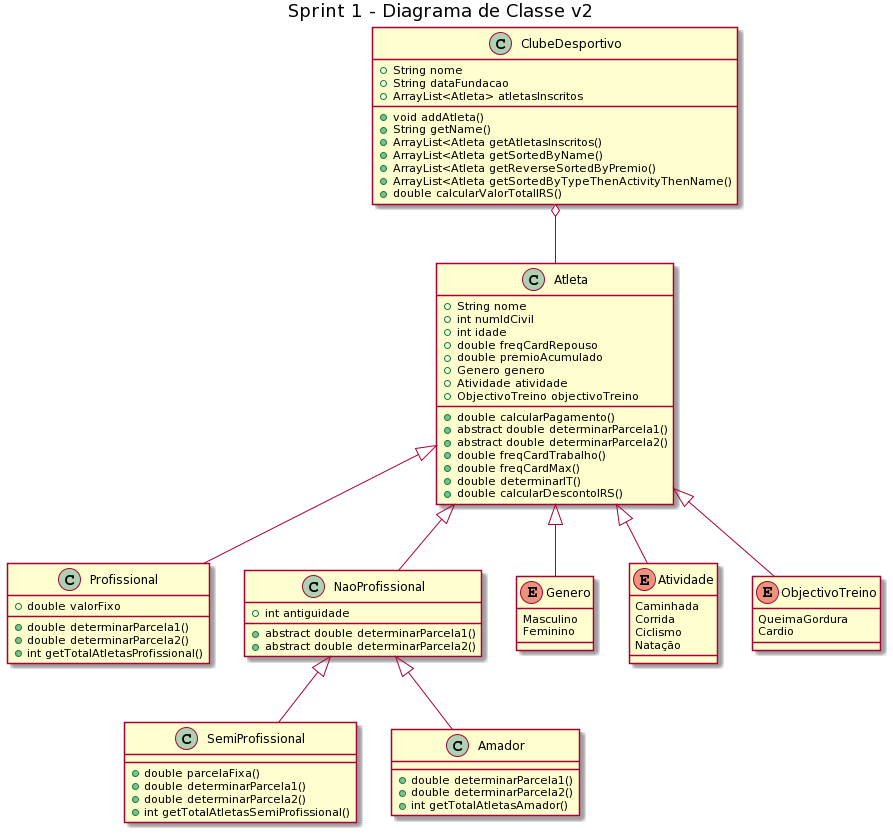 Sprint 1 - Diagrama de Classe v2
C ClubeDesportivo
String nome
String dataFundacao
ArrayList<Atleta> atletasInscritos
void addAtleta()
String getName()
ArrayList<Atleta getAtletasInscritos()
ArrayList<Atleta getSortedByName()
ArrayList<Atleta getReverseSortedByPremio()
ArrayList<Atleta getSortedByTypeThenActivityThenName()
double calcularValorTotalIRS()
C Atleta
String nome
int numIdCivil
int idade
double freqCardRepouso
double premioAcumulado
Genero genero
Atividade atividade
ObjectivoTreino objectivoTreino
double calcularPagamento()
abstract double determinarParcela1()
abstract double determinarParcela2()
double freqCardTrabalho()
double freqCardMax()
double determinarIT()
double calcularDescontoIRS()
C Profissional
double valorFixo
double determinarParcela1()
double determinarParcela2()
int getTotalAtletasProfissional()
C NaoProfissional
int antiguidade
abstract double determinarParcela1()
abstract double determinarParcela2()
E Genero
Masculino
Feminino
E Atividade
Caminhada
Corrida
Ciclismo
Natação
E ObjectivoTreino
QueimaGordura
Cardio
C SemiProfissional
double parcelaFixa()
double determinarParcela1()
double determinarParcela2()
int getTotalAtletasSemiProfissional()
C Amador
double determinarParcela1()
double determinarParcela2()
int getTotalAtletasAmador()